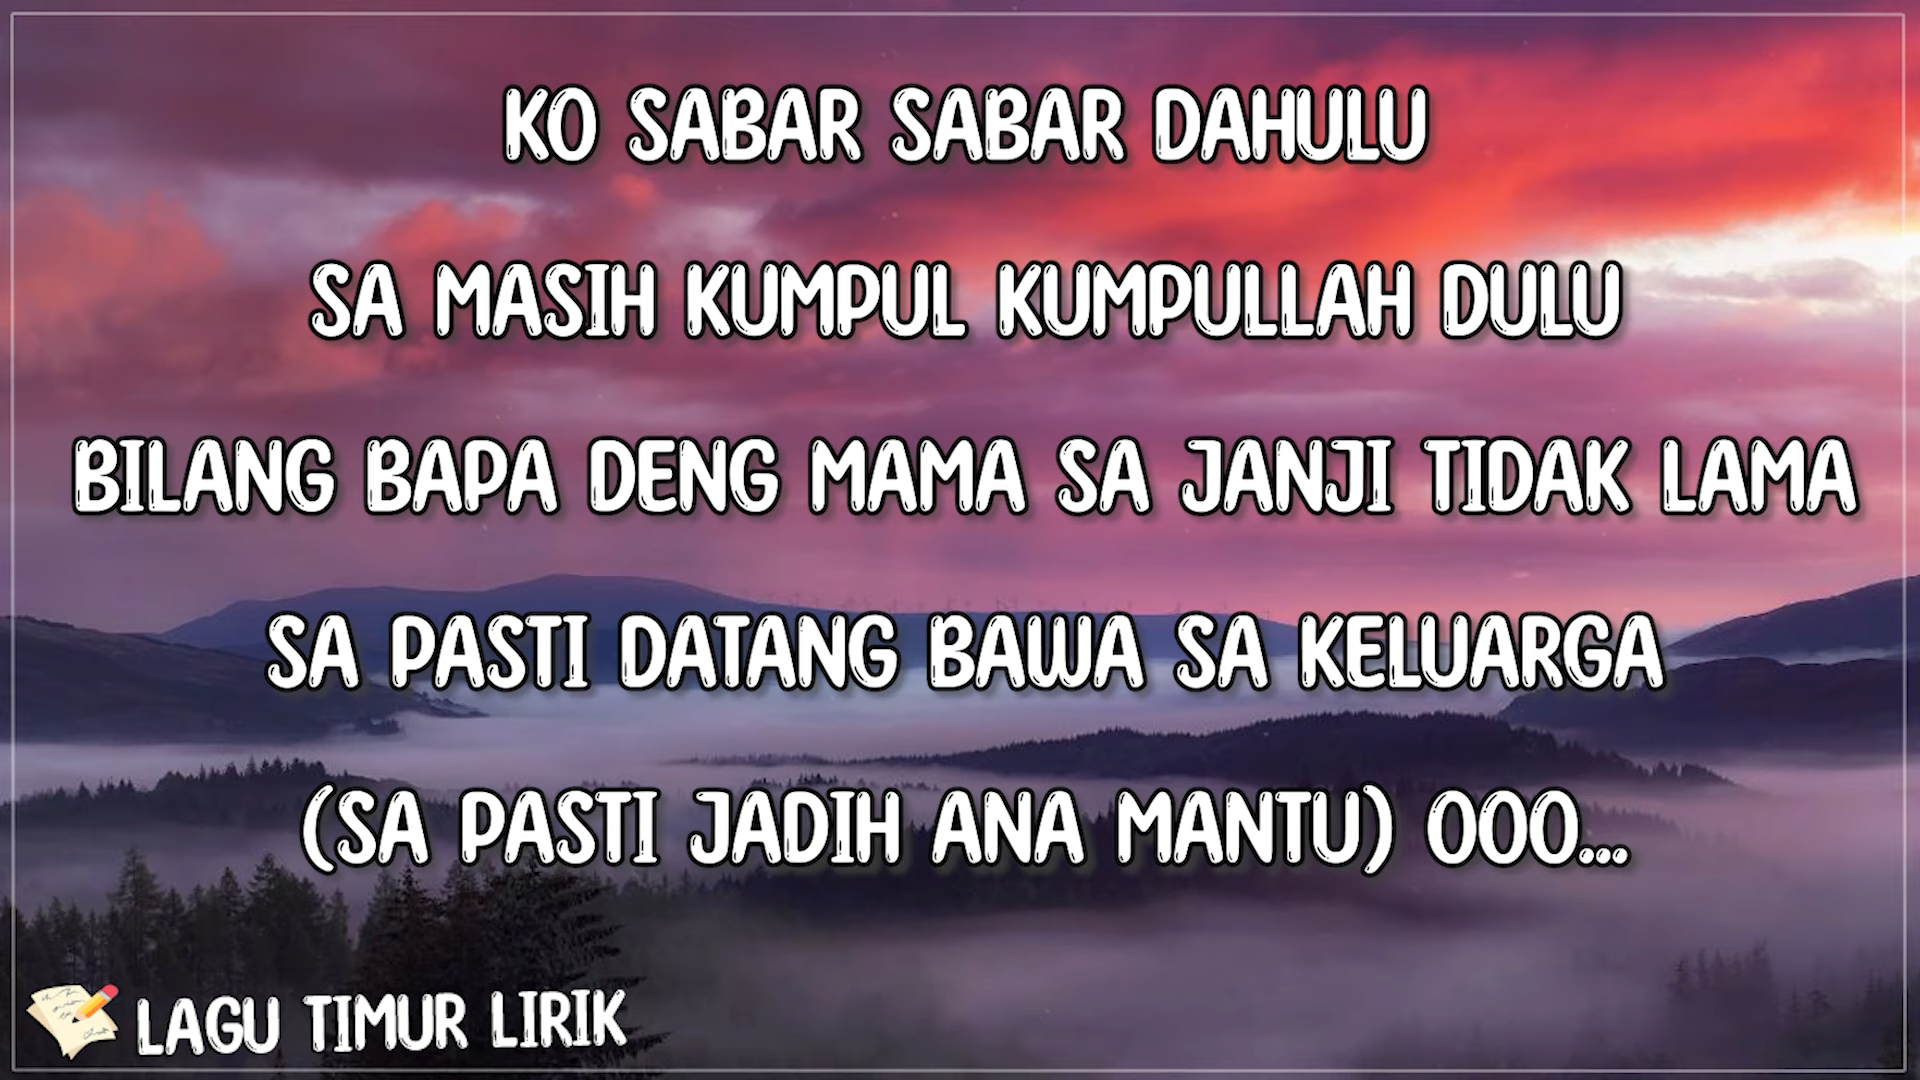 KO SABAR SABAR DAHULU
SA MASIH KUMPUL KUMPULLAH DULU
BILANG BAPA DENG MAMA SA JANJI TIDAK LAMA
SA PASTI DATANG BAWA SA KELUARGA
(SA PASTI JADIH ANA MANTU) OOO...
LAGU TIMUR LIRIK